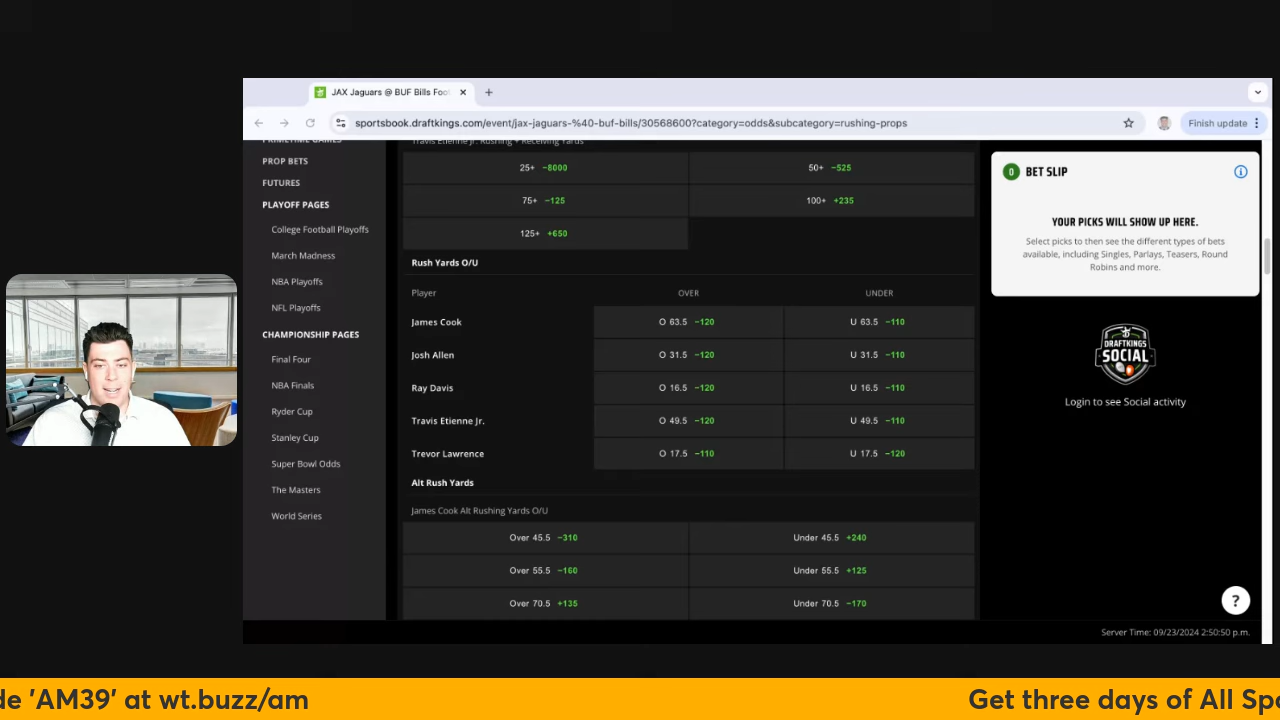 JAX Jaguars @ BUF Bills Foo
sportsbook.draftkings.com/event/jax-jaguars-%40-buf-bills/30568600?category=odds&subcategory=rushing-props
Finish update
PRIMETIME GAMES
PROP BETS
FUTURES
PLAYOFF PAGES
College Football Playoffs
March Madness
NBA Playoffs
NFL Playoffs
CHAMPIONSHIP PAGES
Final Four
NBA Finals
Ryder Cup
Stanley Cup
Super Bowl Odds
The Masters
World Series
Travis Etienne Jr. Rushing + Receiving Yards
25+ −8000 50+ −525
75+ −125 100+ +235
125+ +650
Rush Yards O/U
Player OVER UNDER
James Cook O 63.5 −120 U 63.5 −110
Josh Allen O 31.5 −120 U 31.5 −110
Ray Davis O 16.5 −120 U 16.5 −110
Travis Etienne Jr. O 49.5 −120 U 49.5 −110
Trevor Lawrence O 17.5 −110 U 17.5 −120
Alt Rush Yards
James Cook Alt Rushing Yards O/U
Over 45.5 −310 Under 45.5 +240
Over 55.5 −160 Under 55.5 +125
Over 70.5 +135 Under 70.5 −170
0 BET SLIP
YOUR PICKS WILL SHOW UP HERE.
Select picks to then see the different types of bets
available, including Singles, Parlays, Teasers, Round
Robins and more.
DRAFTKINGS
SOCIAL
Login to see Social activity
?
Server Time: 09/23/2024 2:50:50 p.m.
de 'AM39' at wt.buzz/am Get three days of All Spo